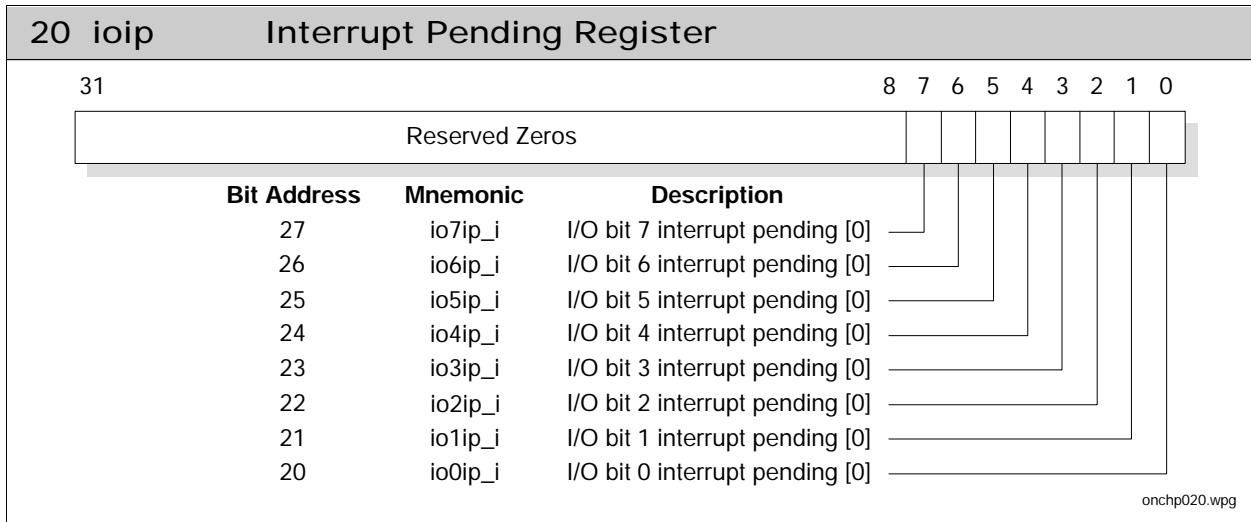 20 ioip Interrupt Pending Register
31 8 7 6 5 4 3 2 1 0
Reserved Zeros
Bit Address Mnemonic Description
27 io7ip_i I/O bit 7 interrupt pending [0]
26 io6ip_i I/O bit 6 interrupt pending [0]
25 io5ip_i I/O bit 5 interrupt pending [0]
24 io4ip_i I/O bit 4 interrupt pending [0]
23 io3ip_i I/O bit 3 interrupt pending [0]
22 io2ip_i I/O bit 2 interrupt pending [0]
21 io1ip_i I/O bit 1 interrupt pending [0]
20 io0ip_i I/O bit 0 interrupt pending [0]
onchp020.wpg